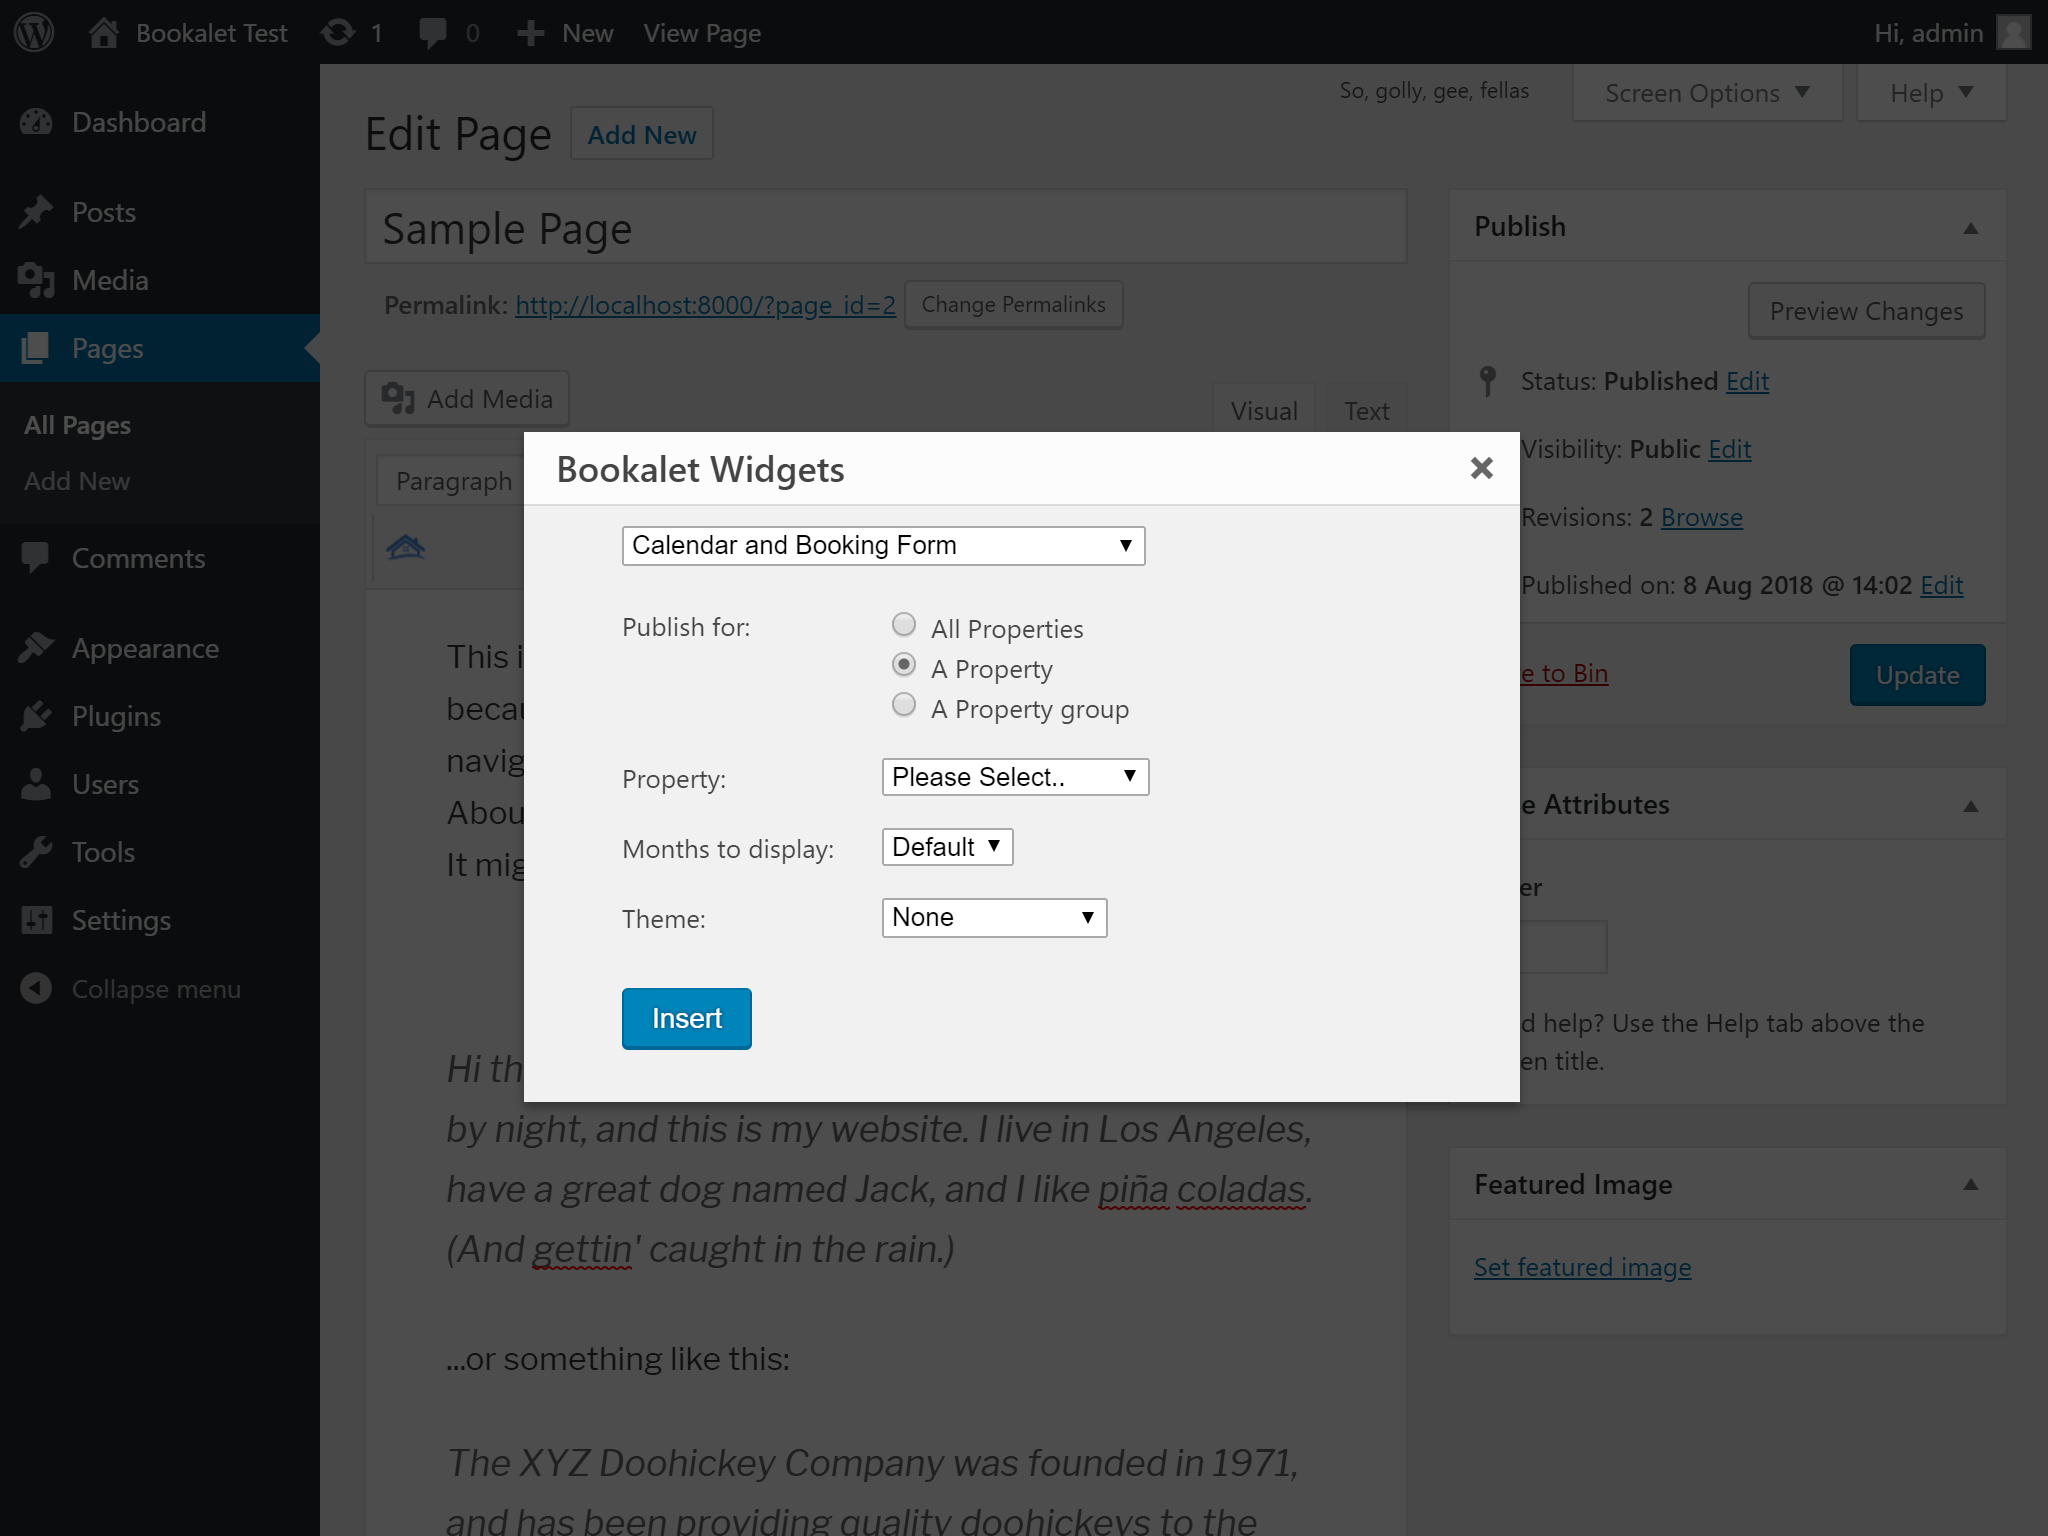 Bookalet Test
1
0
New
View Page
Hi, admin
Dashboard
Posts
Media
Pages
All Pages
Add New
Comments
Appearance
Plugins
Users
Tools
Settings
Collapse menu
So, golly, gee, fellas
Screen Options
Help
Edit Page
Add New
Sample Page
Permalink: http://localhost:8000/?page_id=2
Change Permalinks
Add Media
Visual
Text
Paragraph
Bookalet Widgets
Calendar and Booking Form
Publish for:
All Properties
A Property
A Property group
Property:
Please Select..
Months to display:
Default
Theme:
None
Insert
This i
becau
navig
Abou
It mig
Hi th
by night, and this is my website. I live in Los Angeles,
have a great dog named Jack, and I like piña coladas.
(And gettin' caught in the rain.)
...or something like this:
The XYZ Doohickey Company was founded in 1971,
and has been providing quality doohickeys to the
Publish
Preview Changes
Status: Published Edit
Visibility: Public Edit
Revisions: 2 Browse
Published on: 8 Aug 2018 @ 14:02 Edit
e to Bin
Update
e Attributes
er
d help? Use the Help tab above the
en title.
Featured Image
Set featured image